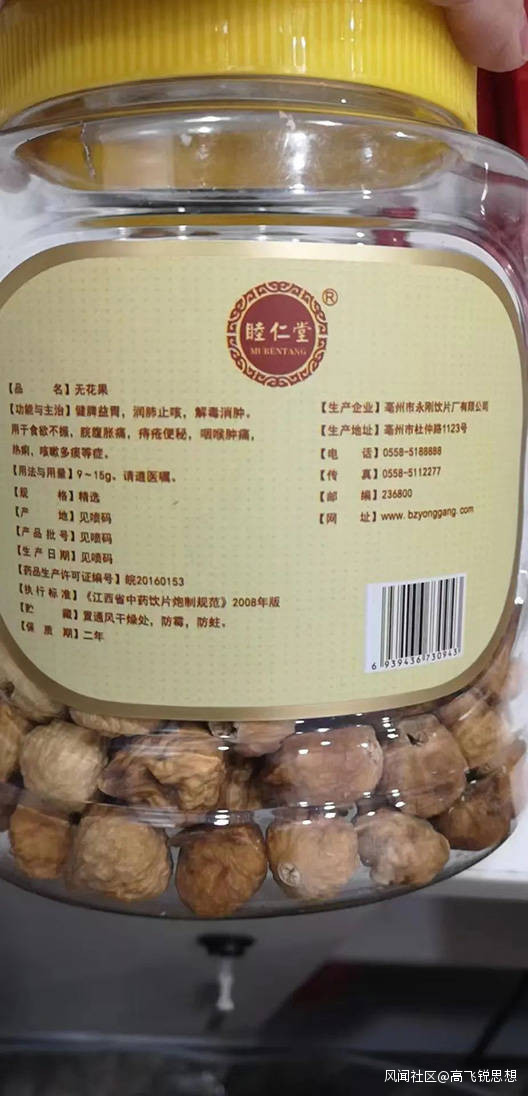 睦仁堂
MURENTANG
®
【品 名】无花果
【功能与主治】健脾益胃，润肺止咳，解毒消肿。
用于食欲不振，脘腹胀痛，痔疮便秘，咽喉肿痛，
热痢，咳嗽多痰等症。
【用法与用量】9～15g。请遵医嘱。
【规 格】精选
【产 地】见喷码
【产品批号】见喷码
【生产日期】见喷码
【药品生产许可证编号】皖20160153
【执行标准】《江西省中药饮片炮制规范》2008年版
【贮 藏】置通风干燥处，防霉，防蛀。
【保 质 期】二年
【生产企业】亳州市永刚饮片厂有限公司
【生产地址】亳州市杜仲路1123号
【电 话】0558-5188888
【传 真】0558-5112277
【邮 编】236800
【网 址】www.bzyonggang.com
6 939436 730943
风闻社区@高飞锐思想